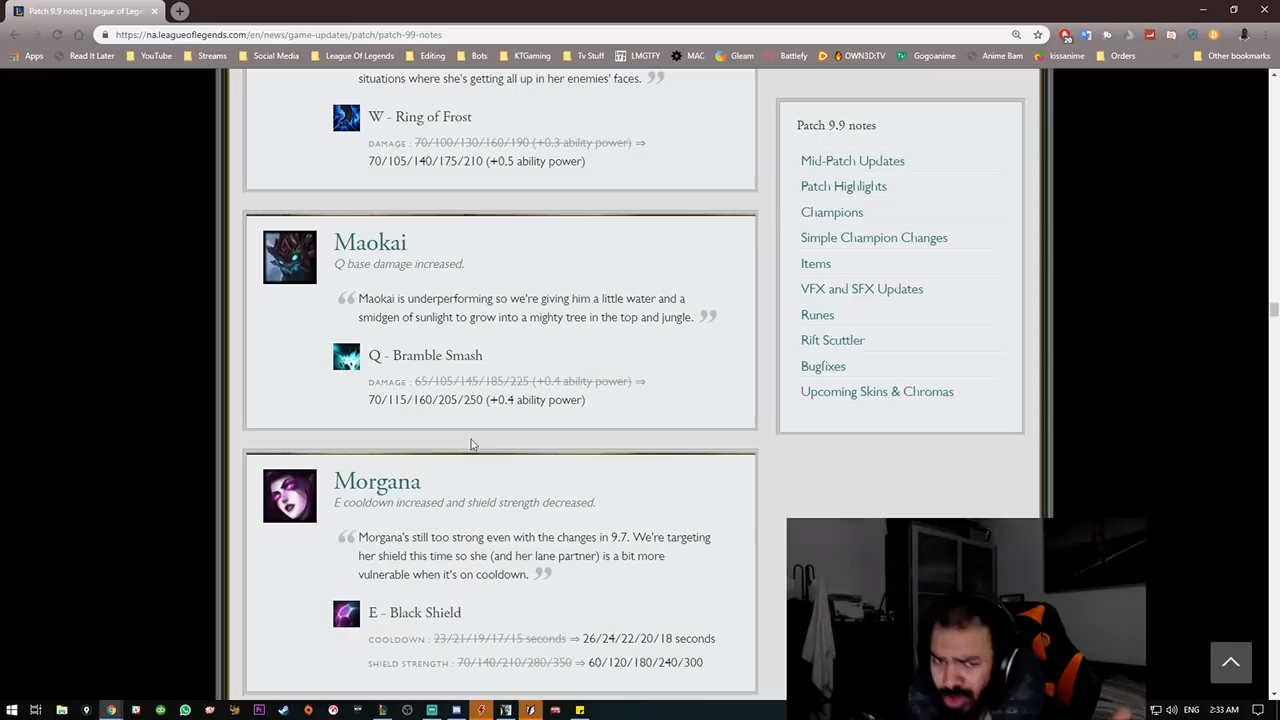 Patch 9.9 notes | League of Lege
https://na.leagueoflegends.com/en/news/game-updates/patch/patch-99-notes
Apps
Read It Later
YouTube
Streams
Social Media
League Of Legends
Editing
Bots
KTGaming
Tv Stuff
LMGTFY
MAC
Gleam
Battlefy
OWN3D:TV
Gogoanime
Anime Bam
kissanime
Orders
Other bookmarks
situations where she's getting all up in her enemies' faces.
W - Ring of Frost
DAMAGE : 70/100/130/160/190 (+0.3 ability power) ⇒
70/105/140/175/210 (+0.5 ability power)
Maokai
Q base damage increased.
Maokai is underperforming so we're giving him a little water and a
smidgen of sunlight to grow into a mighty tree in the top and jungle.
Q - Bramble Smash
DAMAGE : 65/105/145/185/225 (+0.4 ability power) ⇒
70/115/160/205/250 (+0.4 ability power)
Morgana
E cooldown increased and shield strength decreased.
Morgana's still too strong even with the changes in 9.7. We're targeting
her shield this time so she (and her lane partner) is a bit more
vulnerable when it's on cooldown.
E - Black Shield
COOLDOWN : 23/21/19/17/15 seconds ⇒ 26/24/22/20/18 seconds
SHIELD STRENGTH : 70/140/210/280/350 ⇒ 60/120/180/240/300
Patch 9.9 notes
Mid-Patch Updates
Patch Highlights
Champions
Simple Champion Changes
Items
VFX and SFX Updates
Runes
Rift Scuttler
Bugfixes
Upcoming Skins & Chromas
ENG
2:33 AM